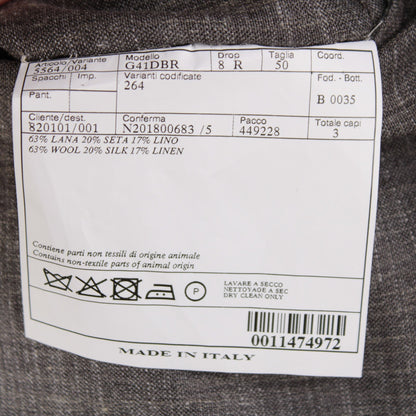 Articolo/Variante Modello Drop Taglia Coord.
5564/004 G41DBR 8 R 50
Spacchi Imp. Varianti codificate Fod. - Bott.
264
Pant. B 0035
Cliente/dest. Conferma Pacco Totale capi
820101/001 N201800683 /5 449228 3
63% LANA 20% SETA 17% LINO
63% WOOL 20% SILK 17% LINEN
Contiene parti non tessili di origine animale
Contains non-textile parts of animal origin
P
LAVARE A SECCO
NETTOYAGE A SEC
DRY CLEAN ONLY
0011474972
MADE IN ITALY